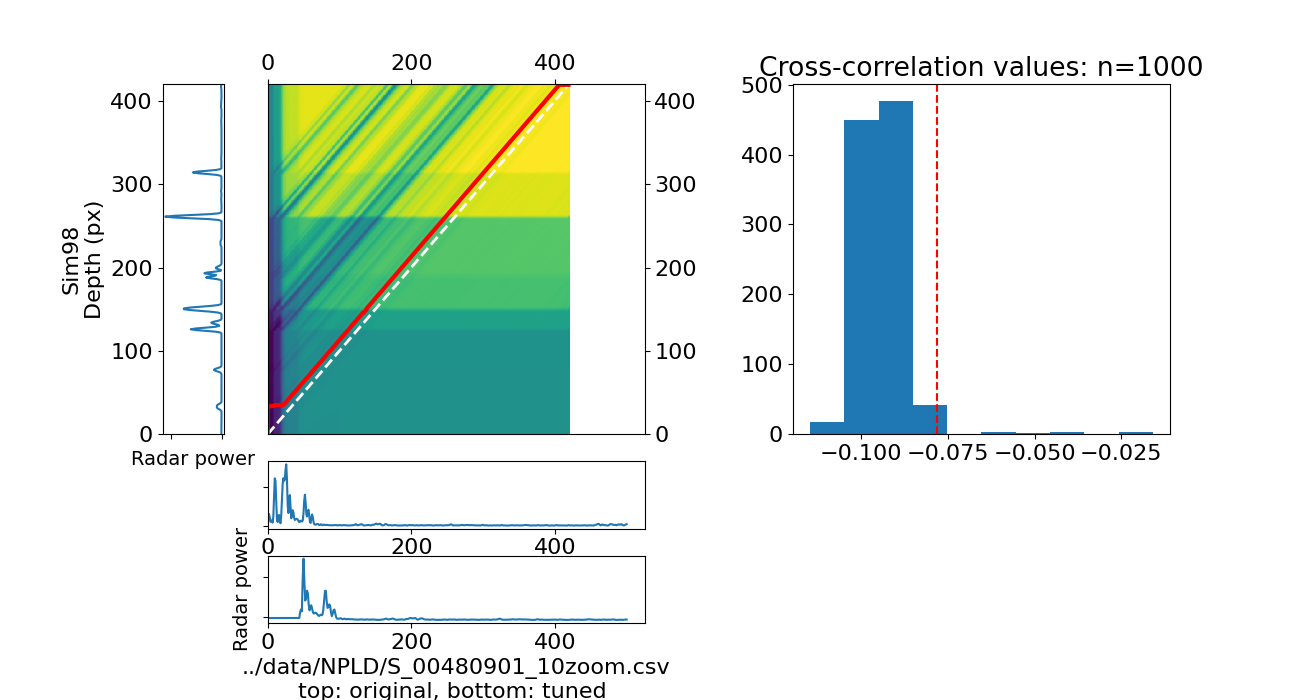 Cross-correlation values: n=1000
0 200 400
400
300
200
100
0
Sim98
Depth (px)
Radar power
400
300
200
100
0
500
400
300
200
100
0
−0.100 −0.075 −0.050 −0.025
0 200 400
Radar power
0 200 400
../data/NPLD/S_00480901_10zoom.csv
top: original, bottom: tuned